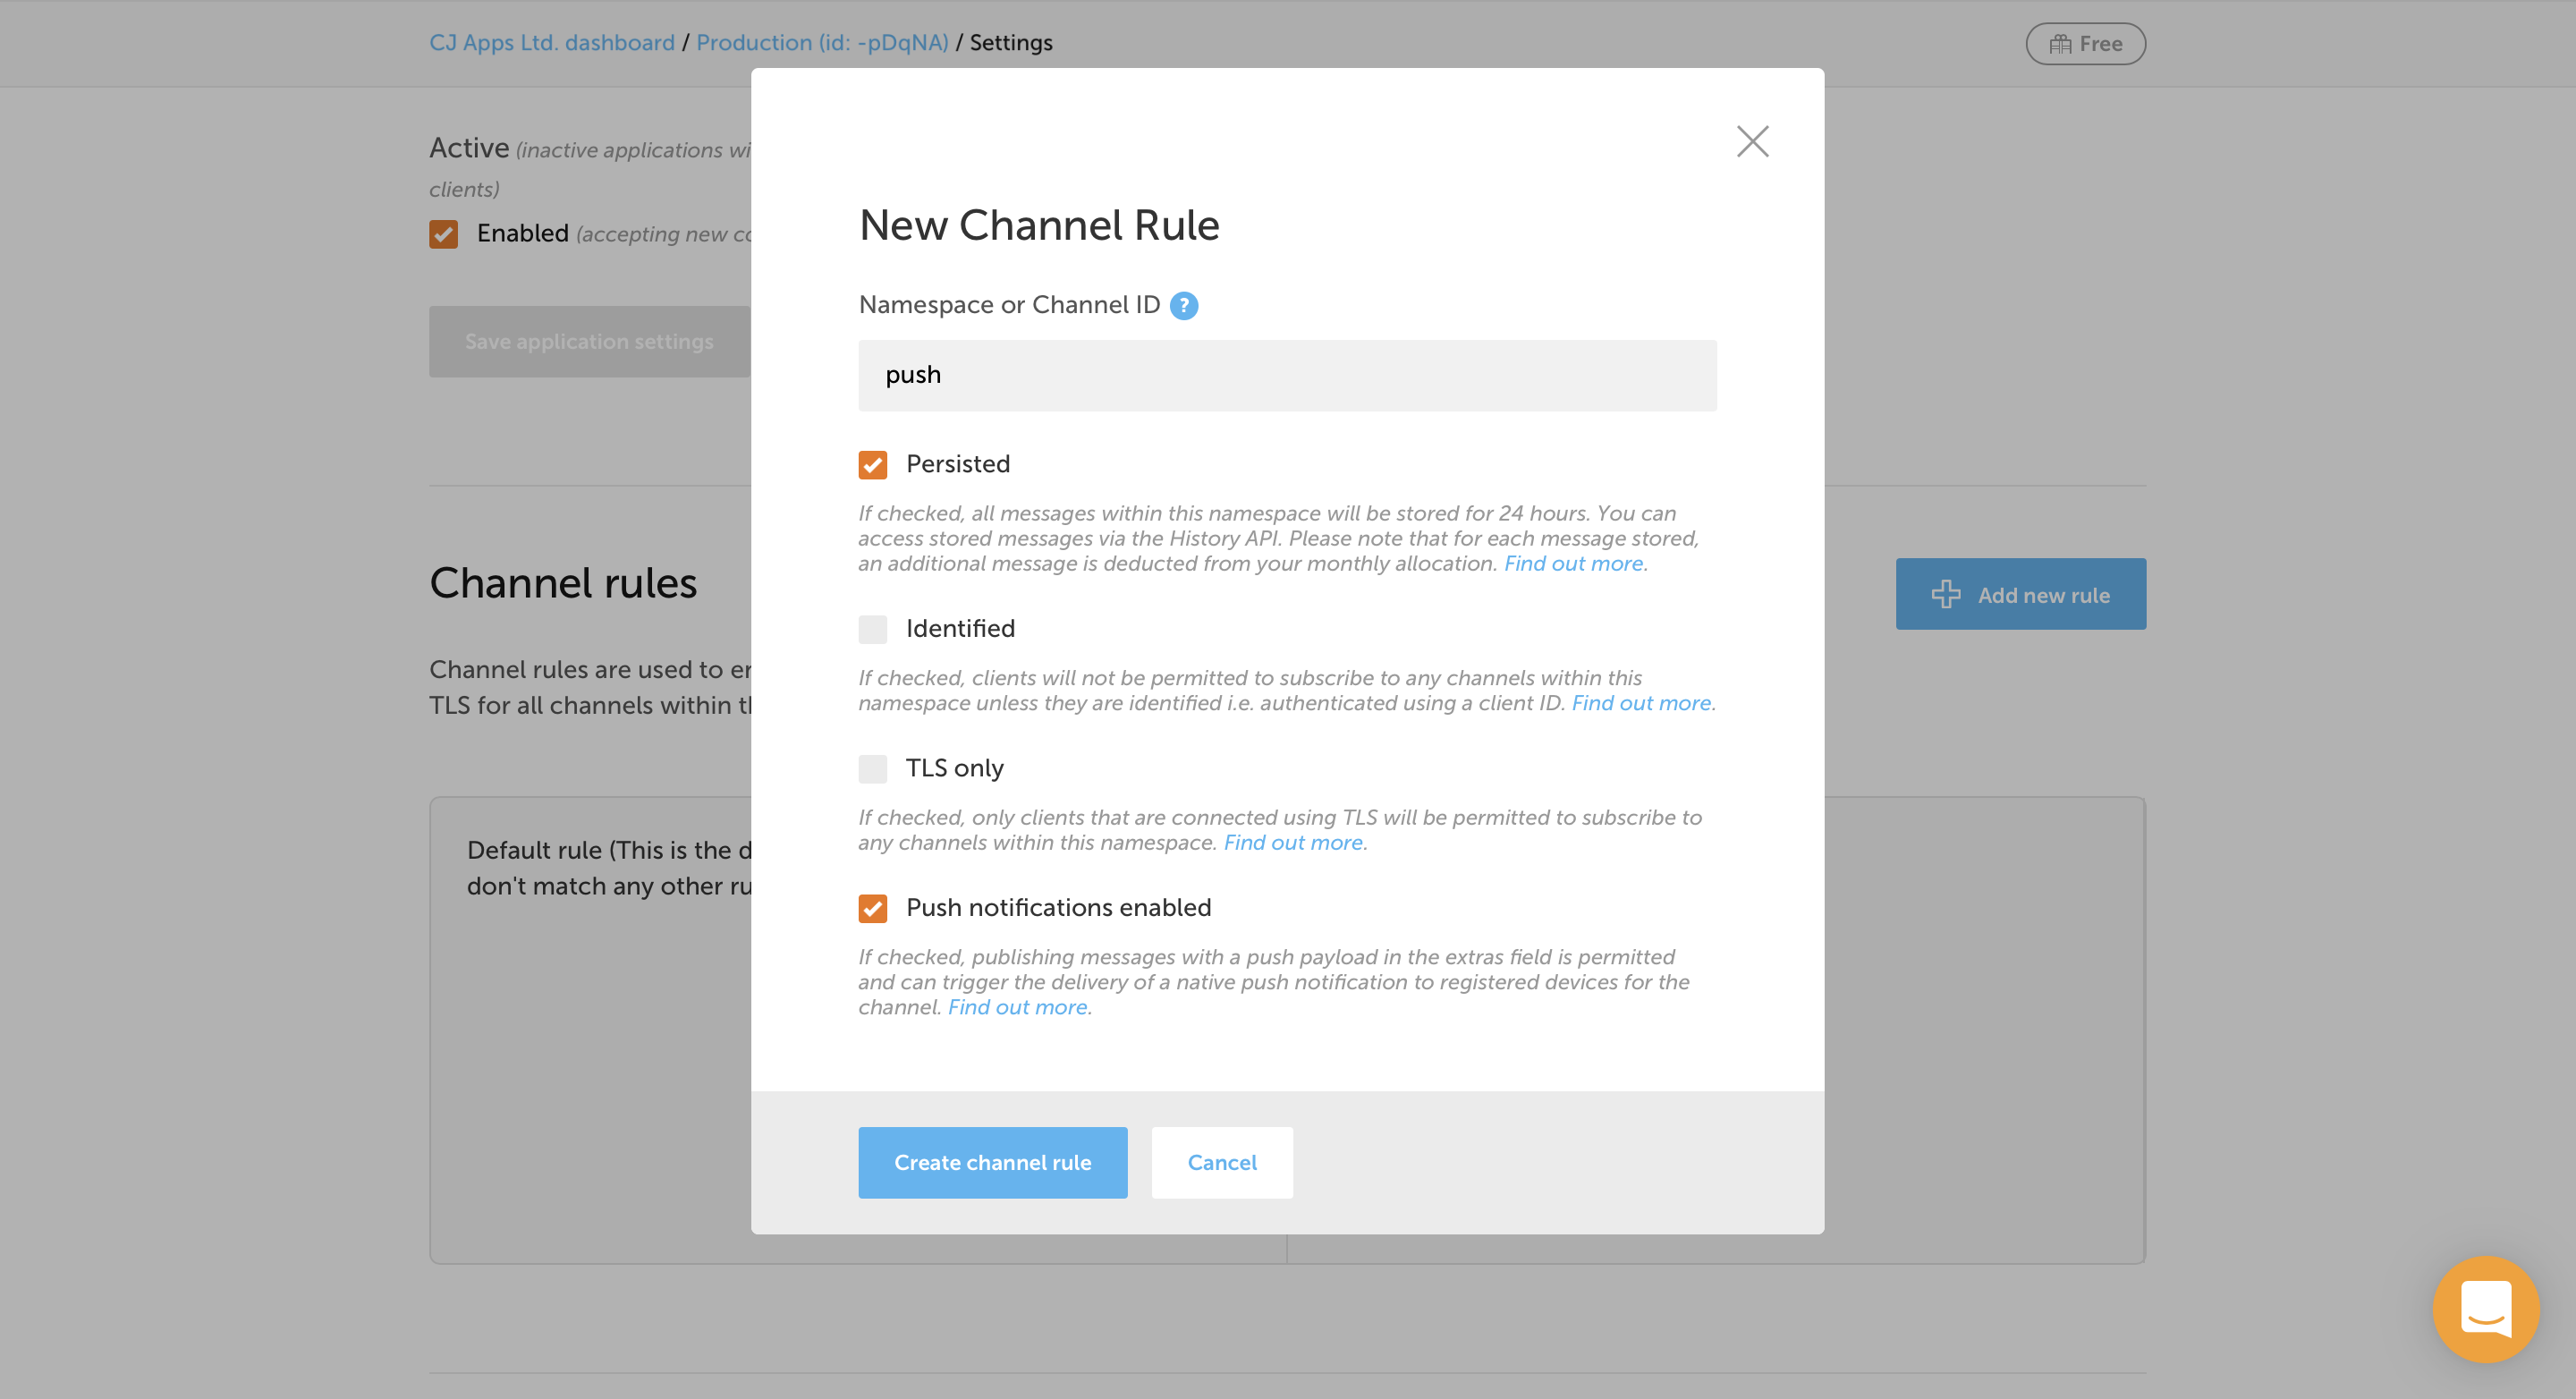 CJ Apps Ltd. dashboard / Production (id: -pDqNA) / Settings
Free
Active (inactive applications wi
clients)
Enabled (accepting new co
Save application settings
Channel rules
Add new rule
Channel rules are used to en
TLS for all channels within th
Default rule (This is the d
don't match any other ru
New Channel Rule
Namespace or Channel ID ?
push
Persisted
If checked, all messages within this namespace will be stored for 24 hours. You can
access stored messages via the History API. Please note that for each message stored,
an additional message is deducted from your monthly allocation. Find out more.
Identified
If checked, clients will not be permitted to subscribe to any channels within this
namespace unless they are identified i.e. authenticated using a client ID. Find out more.
TLS only
If checked, only clients that are connected using TLS will be permitted to subscribe to
any channels within this namespace. Find out more.
Push notifications enabled
If checked, publishing messages with a push payload in the extras field is permitted
and can trigger the delivery of a native push notification to registered devices for the
channel. Find out more.
Create channel rule
Cancel